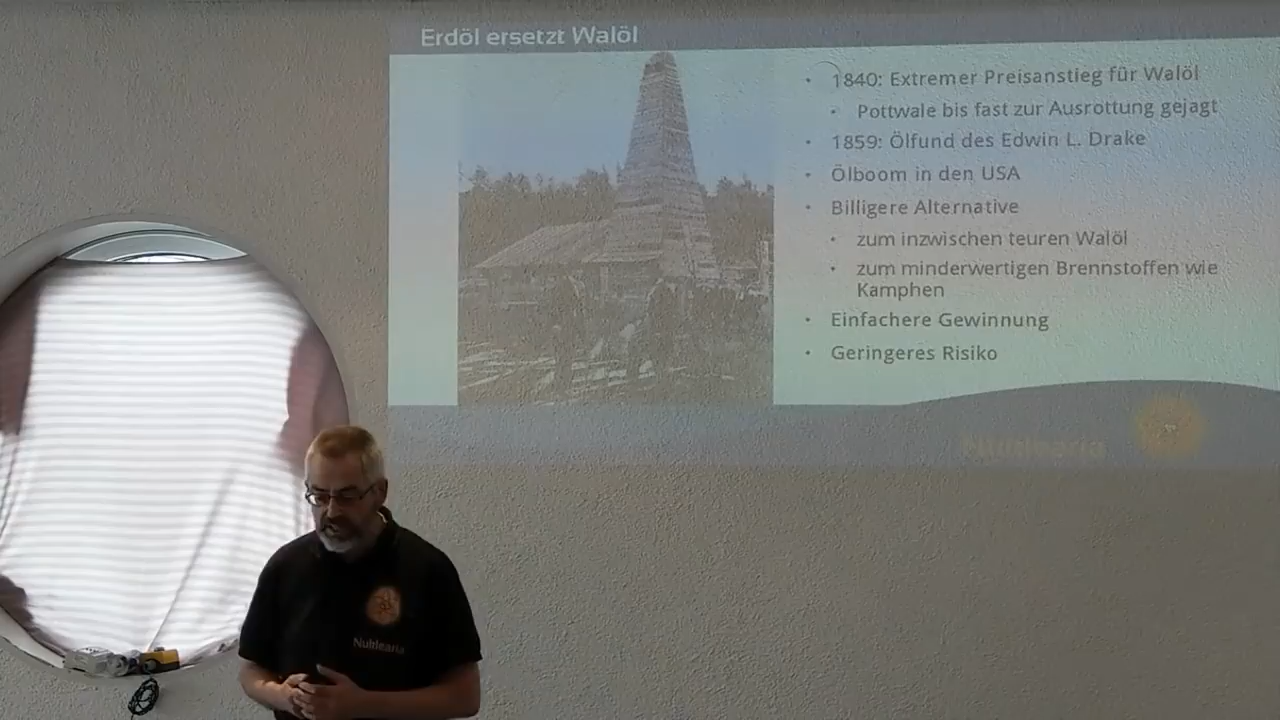 Erdöl ersetzt Walöl
1840: Extremer Preisanstieg für Walöl
Pottwale bis fast zur Ausrottung gejagt
1859: Ölfund des Edwin L. Drake
Ölboom in den USA
Billigere Alternative
zum inzwischen teuren Walöl
zum minderwertigen Brennstoffen wie
Kamphen
Einfachere Gewinnung
Geringeres Risiko
Nuklearia
Nuklearia